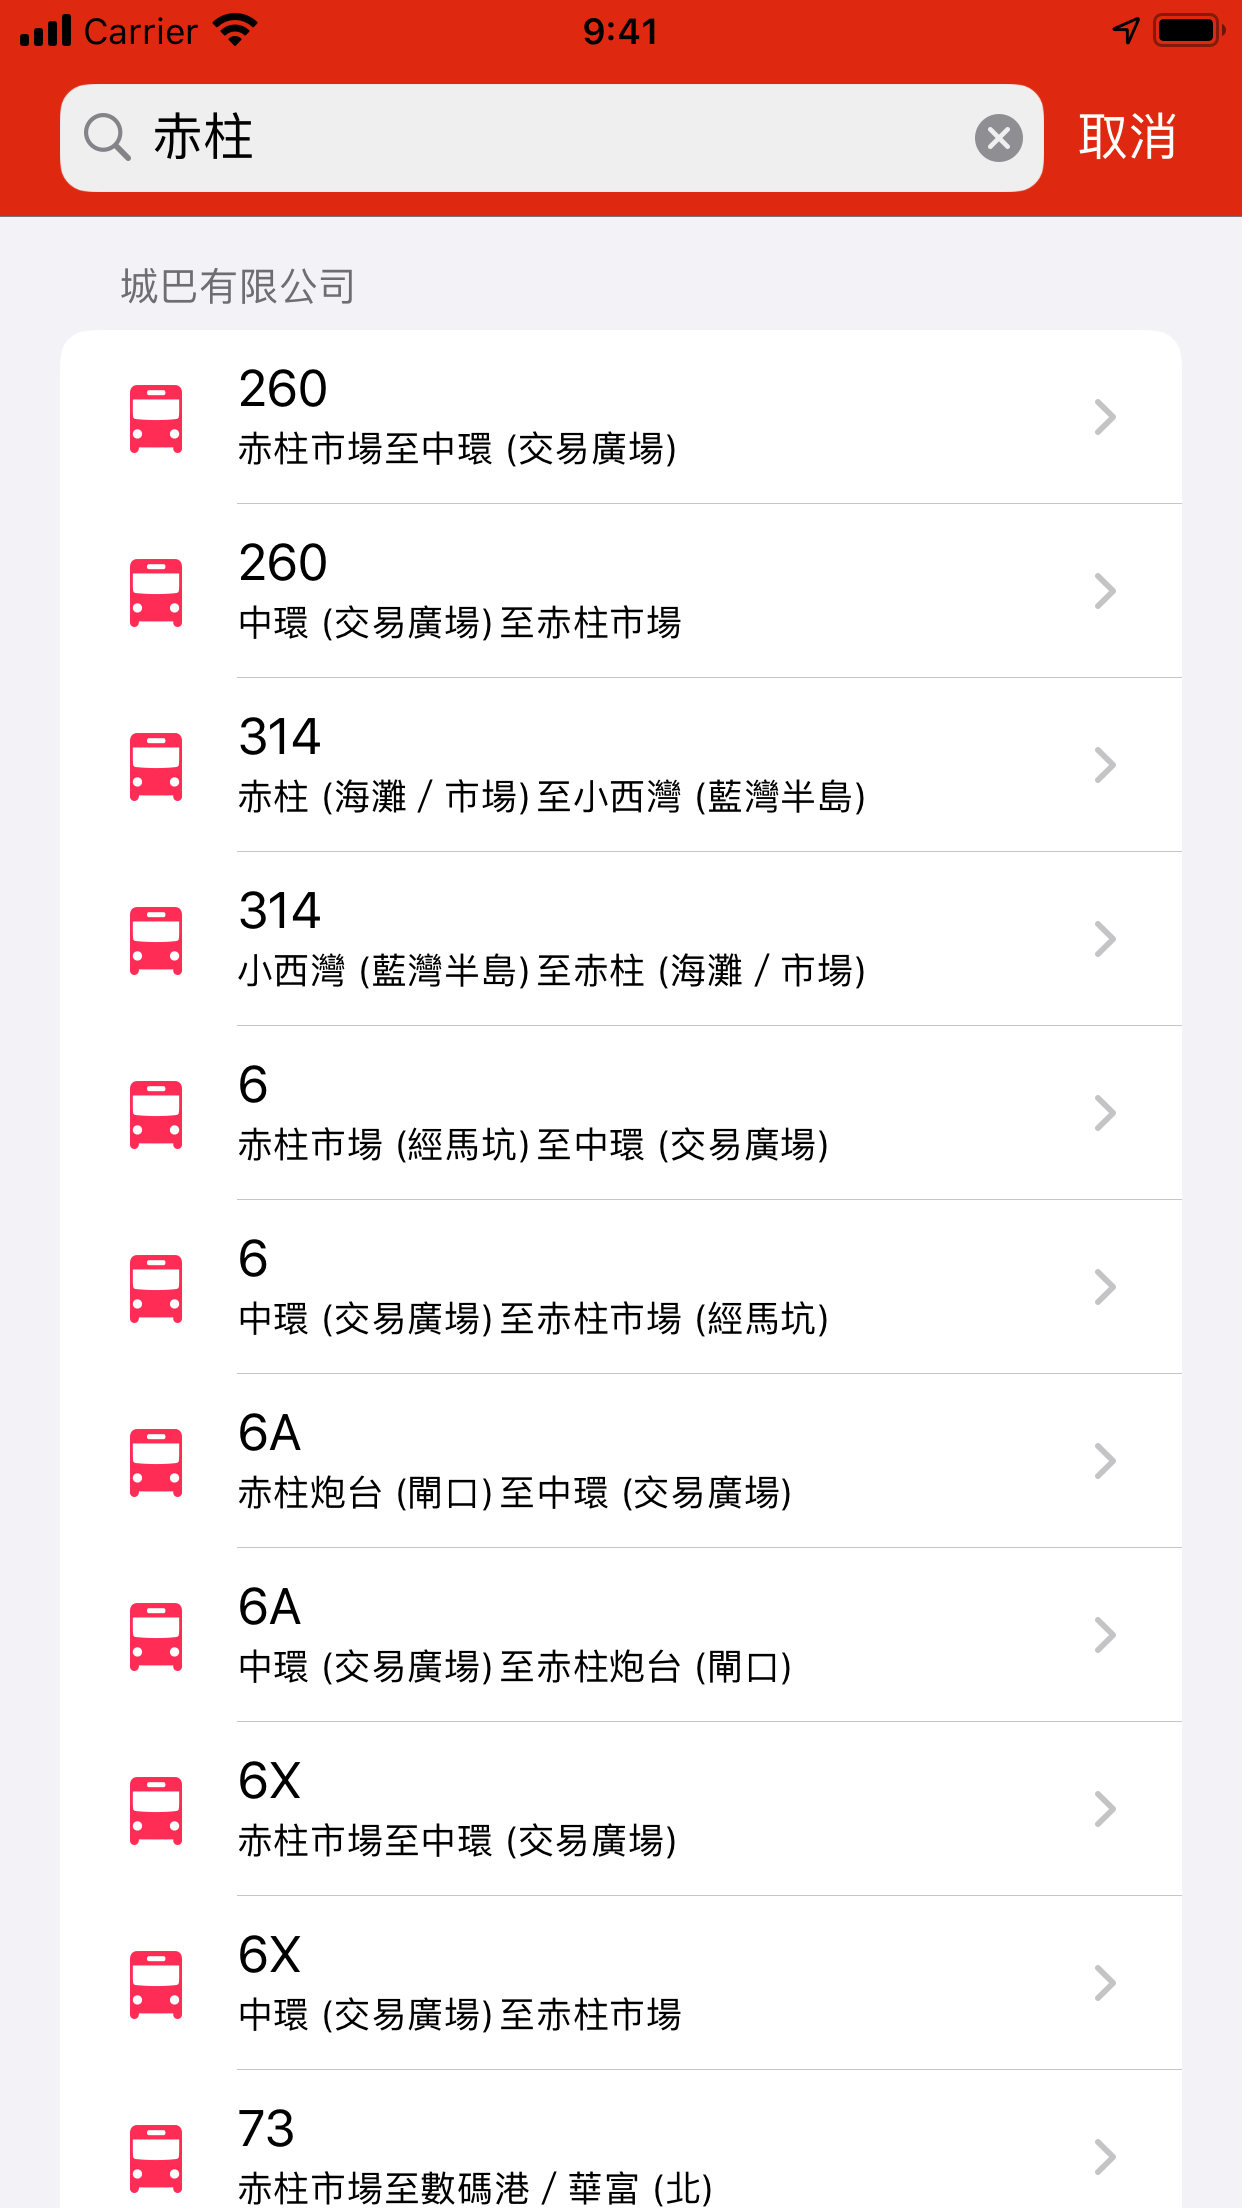 Carrier 9:41
赤柱 取消
城巴有限公司
260
赤柱市場至中環 (交易廣場)
260
中環 (交易廣場) 至赤柱市場
314
赤柱 (海灘 / 市場) 至小西灣 (藍灣半島)
314
小西灣 (藍灣半島) 至赤柱 (海灘 / 市場)
6
赤柱市場 (經馬坑) 至中環 (交易廣場)
6
中環 (交易廣場) 至赤柱市場 (經馬坑)
6A
赤柱炮台 (閘口) 至中環 (交易廣場)
6A
中環 (交易廣場) 至赤柱炮台 (閘口)
6X
赤柱市場至中環 (交易廣場)
6X
中環 (交易廣場) 至赤柱市場
73
赤柱市場至數碼港 / 華富 (北)